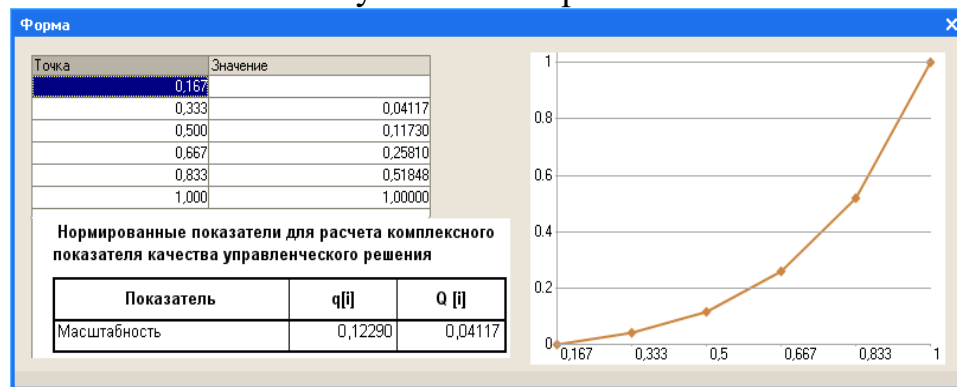 Форма
Точка Значение
0,167
0,333 0,04117
0,500 0,11730
0,667 0,25810
0,833 0,51848
1,000 1,00000
Нормированные показатели для расчета комплексного
показателя качества управленческого решения
Показатель q[i] Q [i]
Масштабность 0,12290 0,04117
1
0.8
0.6
0.4
0.2
0
0,167 0,333 0,5 0,667 0,833 1